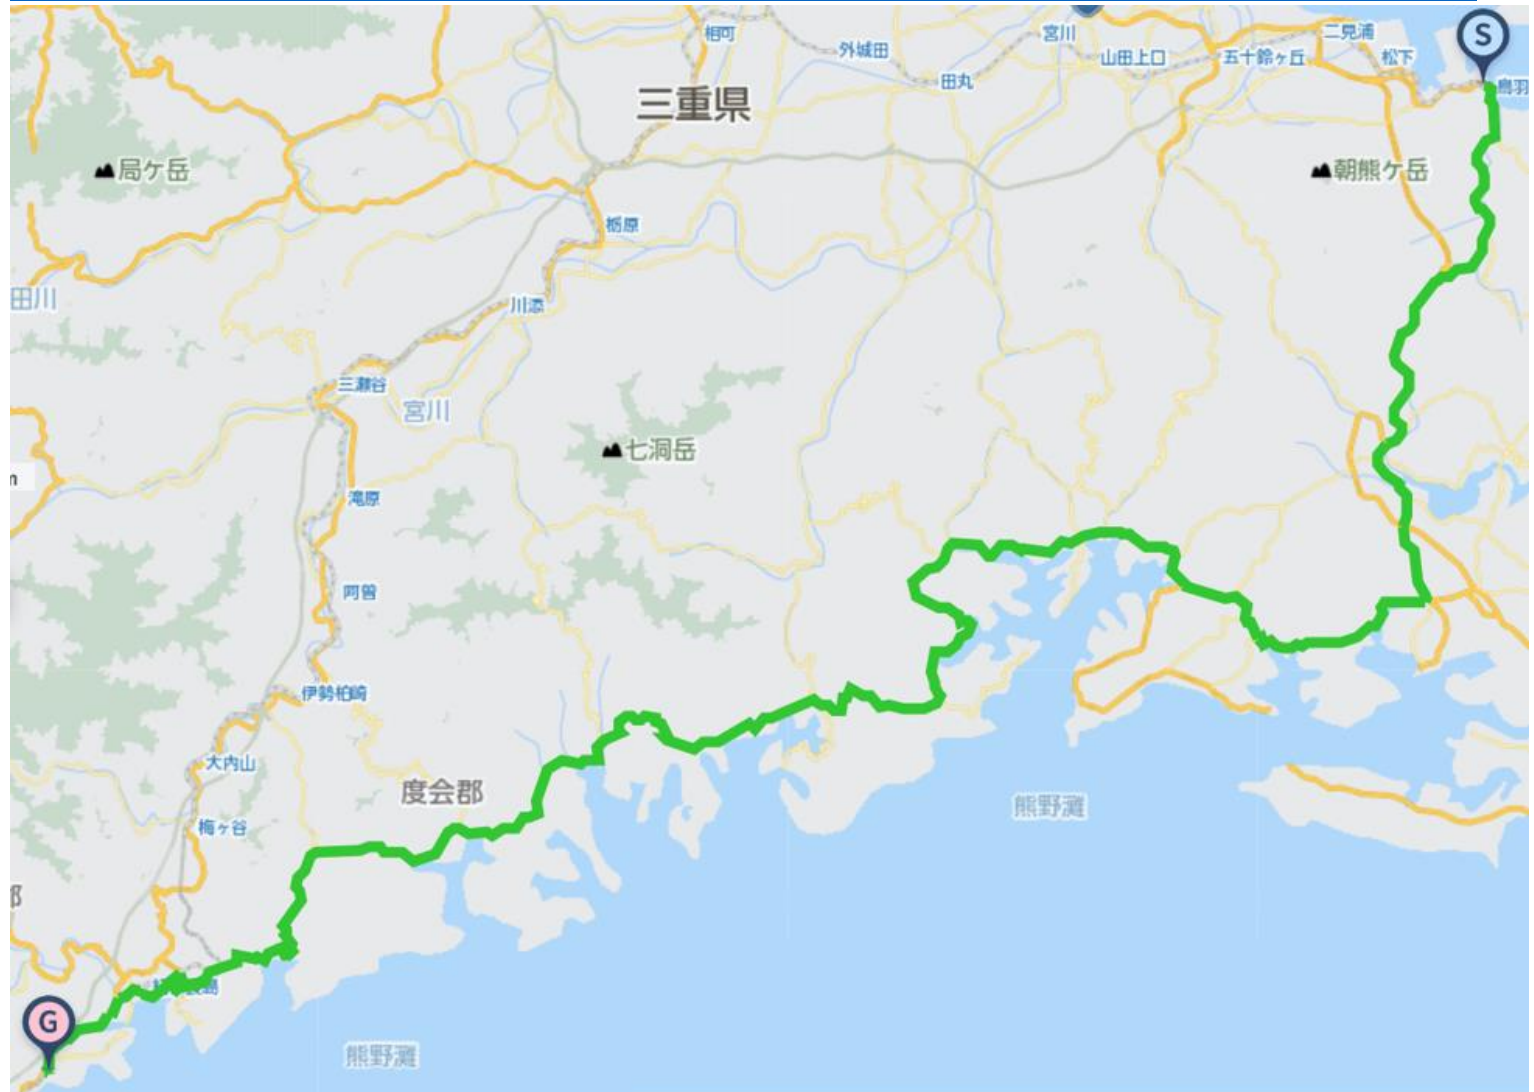 相可
外城田
田丸
宮川
山田上口
五十鈴ヶ丘
二見浦
松下
S
鳥羽
三重県
局ケ岳
朝熊ケ岳
栃原
田川
川添
三瀬谷
宮川
七洞岳
滝原
阿曽
伊勢柏崎
大内山
度会郡
熊野灘
梅ヶ谷
G
熊野灘